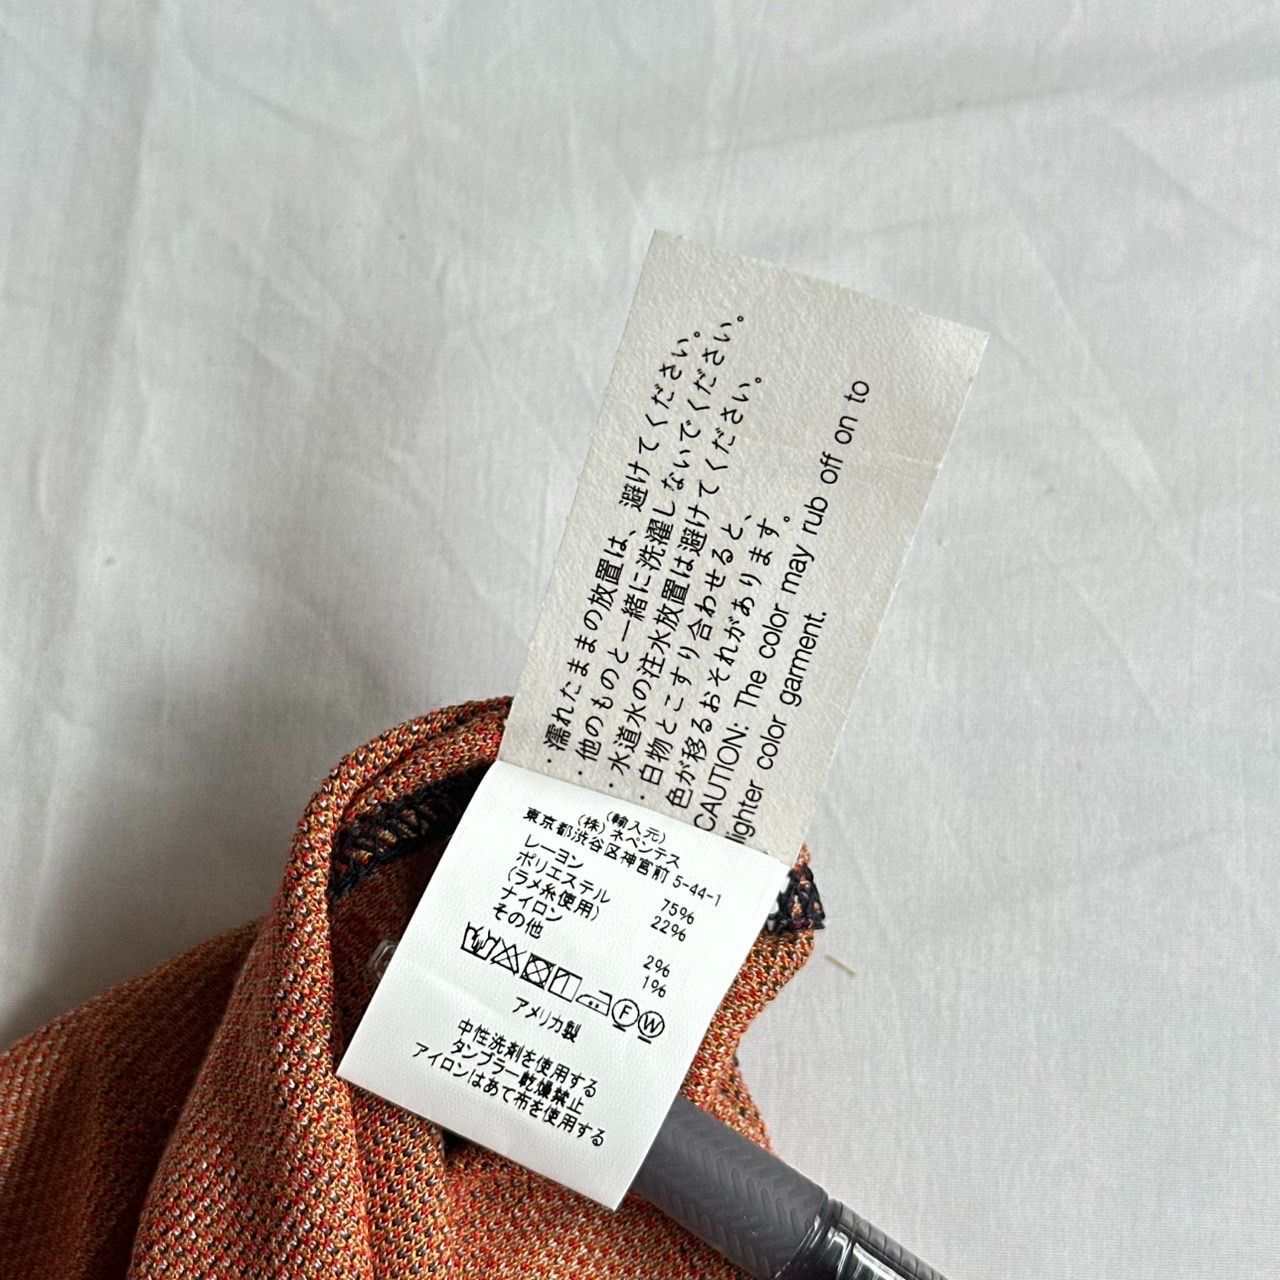 ・濡れたままの放置は、避けてください。
・他のものと一緒に洗濯しないでください。
・水道水の注水放置は避けてください。
・白物とこすり合わせると、
色が移るおそれがあります。
CAUTION: The color may rub off on to
lighter color garment.
(輸入元)
(株) ネペンテス
東京都渋谷区神宮前 5-44-1
レーヨン 75%
ポリエステル 22%
(ラメ糸使用)
ナイロン 2%
その他 1%
F W
アメリカ製
中性洗剤を使用する
タンブラー乾燥禁止
アイロンはあて布を使用する